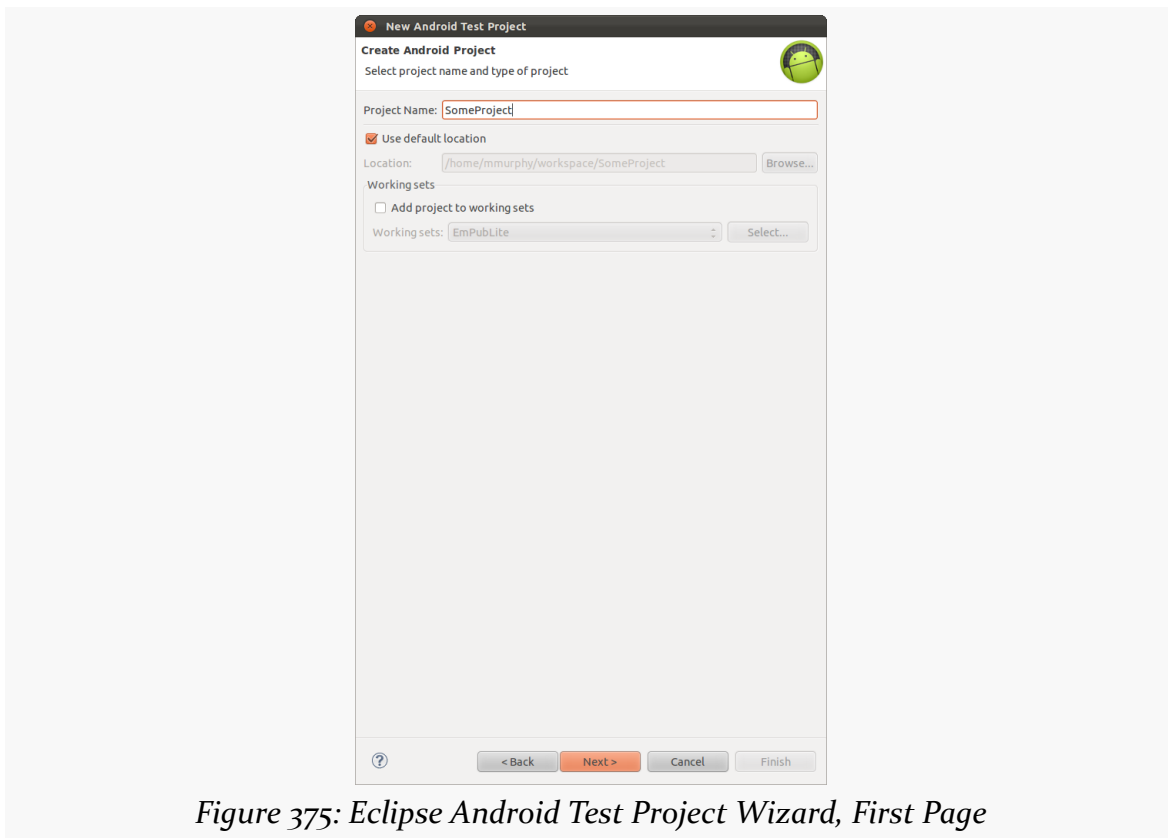 New Android Test Project
Create Android Project
Select project name and type of project
Project Name: SomeProject
Use default location
Location: /home/mmurphy/workspace/SomeProject Browse...
Working sets
Add project to working sets
Working sets: EmPubLite Select...
? < Back Next > Cancel Finish
Figure 375: Eclipse Android Test Project Wizard, First Page